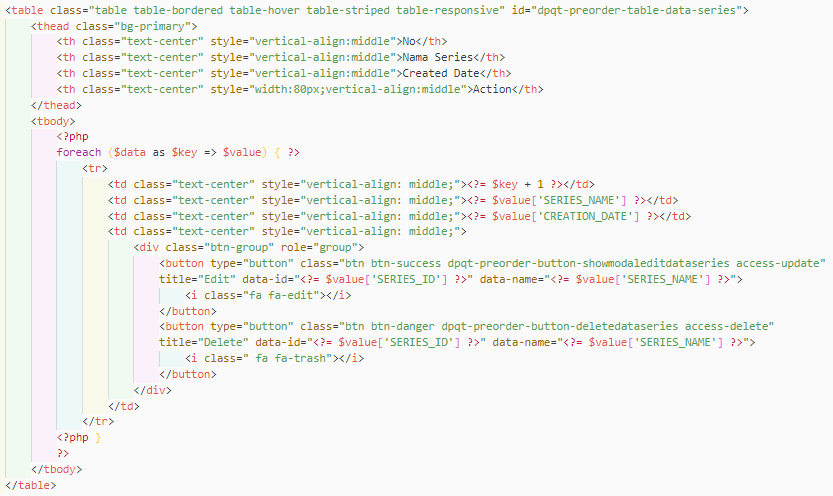 <table class="table table-bordered table-hover table-striped table-responsive" id="dpqt-preorder-table-data-series">
<thead class="bg-primary">
<th class="text-center" style="vertical-align:middle">No</th>
<th class="text-center" style="vertical-align:middle">Nama Series</th>
<th class="text-center" style="vertical-align:middle">Created Date</th>
<th class="text-center" style="width:80px;vertical-align:middle">Action</th>
</thead>
<tbody>
<?php
foreach ($data as $key => $value) { ?>
<tr>
<td class="text-center" style="vertical-align: middle;"><?= $key + 1 ?></td>
<td class="text-center" style="vertical-align: middle;"><?= $value['SERIES_NAME'] ?></td>
<td class="text-center" style="vertical-align: middle;"><?= $value['CREATION_DATE'] ?></td>
<td class="text-center" style="vertical-align: middle;">
<div class="btn-group" role="group">
<button type="button" class="btn btn-success dpqt-preorder-button-showmodaleditdataseries access-update"
title="Edit" data-id="<?= $value['SERIES_ID'] ?>" data-name="<?= $value['SERIES_NAME'] ?>">
<i class="fa fa-edit"></i>
</button>
<button type="button" class="btn btn-danger dpqt-preorder-button-deletedataseries access-delete"
title="Delete" data-id="<?= $value['SERIES_ID'] ?>" data-name="<?= $value['SERIES_NAME'] ?>">
<i class=" fa fa-trash"></i>
</button>
</div>
</td>
</tr>
<?php }
?>
</tbody>
</table>